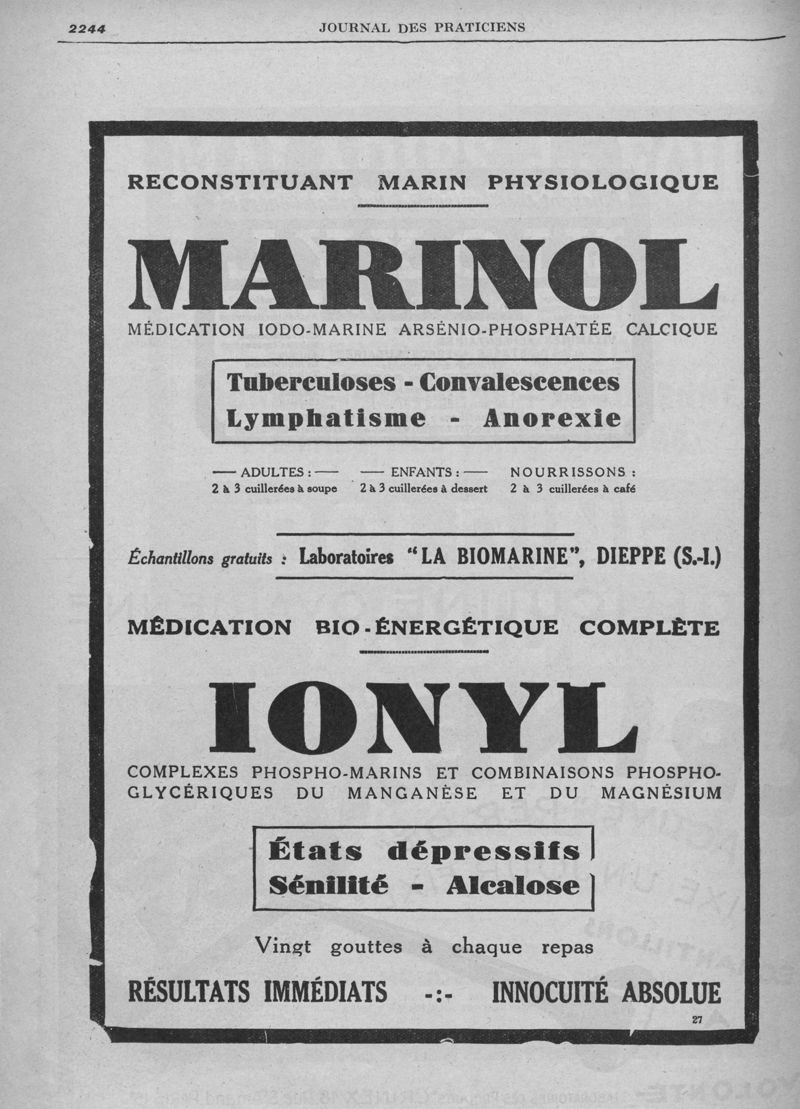 2244 JOURNAL DES PRATICIENS
RECONSTITUANT MARIN PHYSIOLOGIQUE
MARINOL
MÉDICATION IODO-MARINE ARSÉNIO-PHOSPHATÉE CALCIQUE
Tuberculoses - Convalescences
Lymphatisme - Anorexie
— ADULTES : — — ENFANTS : — NOURRISSONS :
2 à 3 cuillerées à soupe 2 à 3 cuillerées à dessert 2 à 3 cuillerées à café
Échantillons gratuits : Laboratoires "LA BIOMARINE", DIEPPE (S.-I.)
MÉDICATION BIO-ÉNERGÉTIQUE COMPLÈTE
IONYL
COMPLEXES PHOSPHO-MARINS ET COMBINAISONS PHOSPHO-
GLYCÉRIQUES DU MANGANÈSE ET DU MAGNÉSIUM
États dépressifs
Sénilité - Alcalose
Vingt gouttes à chaque repas
RÉSULTATS IMMÉDIATS -:- INNOCUITÉ ABSOLUE
27